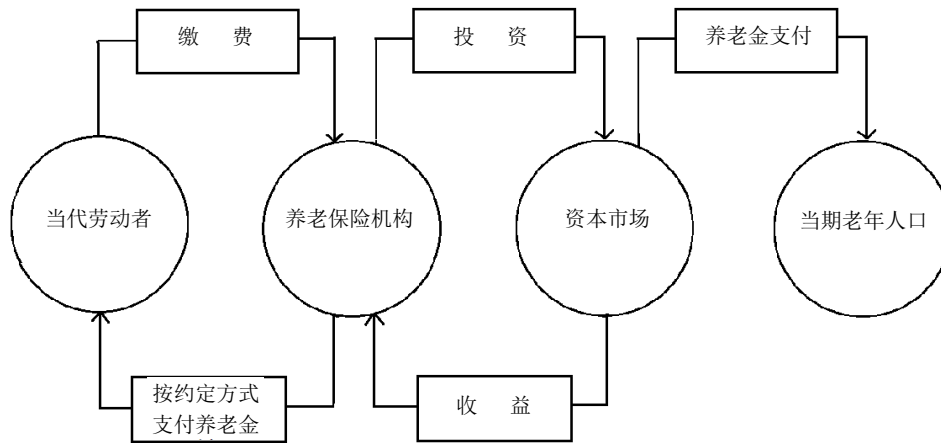 缴 费
投 资
养老金支付
当代劳动者
养老保险机构
资本市场
当期老年人口
按约定方式
支付养老金
收 益